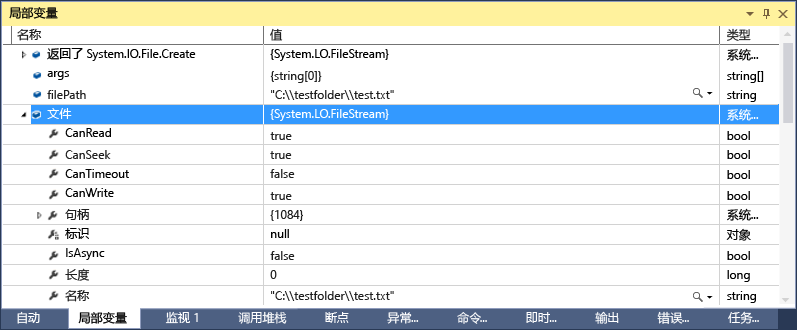 局部变量
名称 值 类型
返回了 System.IO.File.Create {System.LO.FileStream} 系统...
args {string[0]} string[]
filePath "C:\\testfolder\\test.txt" string
文件 {System.LO.FileStream} 系统...
CanRead true bool
CanSeek true bool
CanTimeout false bool
CanWrite true bool
句柄 {1084} 系统...
标识 null 对象
IsAsync false bool
长度 0 long
名称 "C:\\testfolder\\test.txt" string
自动 局部变量 监视 1 调用堆栈 断点 异常... 命令... 即时... 输出 错误... 任务...